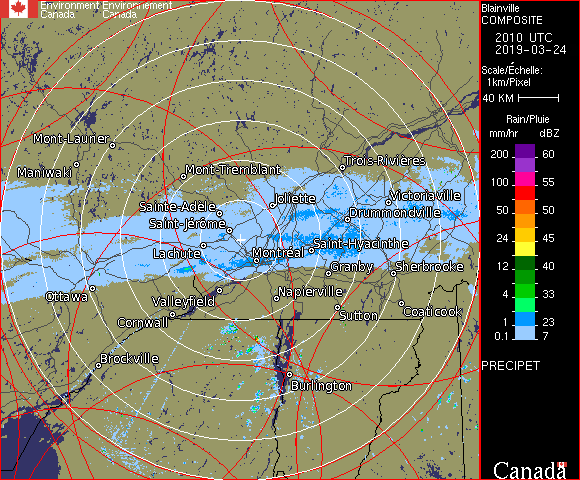 Environment Environnement
Canada Canada
Blainville
COMPOSITE
2010 UTC
2019-03-24
Scale/Échelle:
1km/Pixel
40 KM
Rain/Pluie
mm/hr dBZ
200 60
100 55
50 50
24 45
12 40
4 33
1 23
0.1 7
PRECIPET
Canada
Mont-Laurier
Maniwaki
Mont-Tremblant
Trois-Rivières
Joliette
Victoriaville
Sainte-Adèle
Drummondville
Saint-Jérôme
Saint-Hyacinthe
Lachute
Montréal
Granby
Sherbrooke
Ottawa
Napierville
Valleyfield
Coaticook
Sutton
Cornwall
Brockville
Burlington